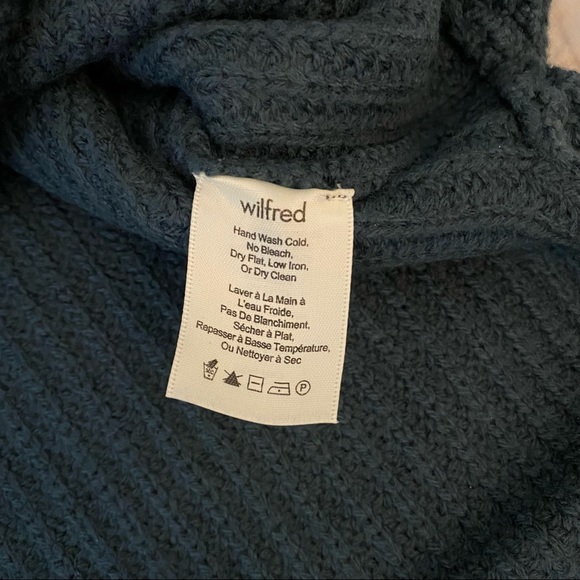 wilfred
Hand Wash Cold,
No Bleach,
Dry Flat, Low Iron,
Or Dry Clean
Laver à La Main à
L'eau Froide,
Pas De Blanchiment,
Sécher à Plat,
Repasser à Basse Température,
Ou Nettoyer à Sec
P